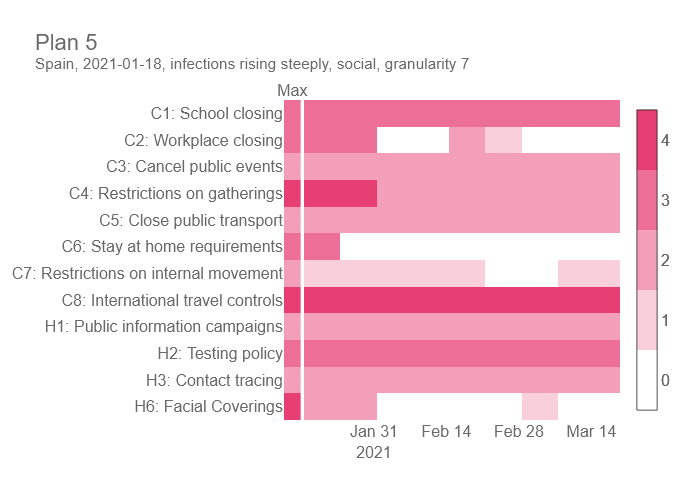 Plan 5
Spain, 2021-01-18, infections rising steeply, social, granularity 7
Max
C1: School closing
C2: Workplace closing
C3: Cancel public events
C4: Restrictions on gatherings
C5: Close public transport
C6: Stay at home requirements
C7: Restrictions on internal movement
C8: International travel controls
H1: Public information campaigns
H2: Testing policy
H3: Contact tracing
H6: Facial Coverings
4
3
2
1
0
Jan 31 Feb 14 Feb 28 Mar 14
2021